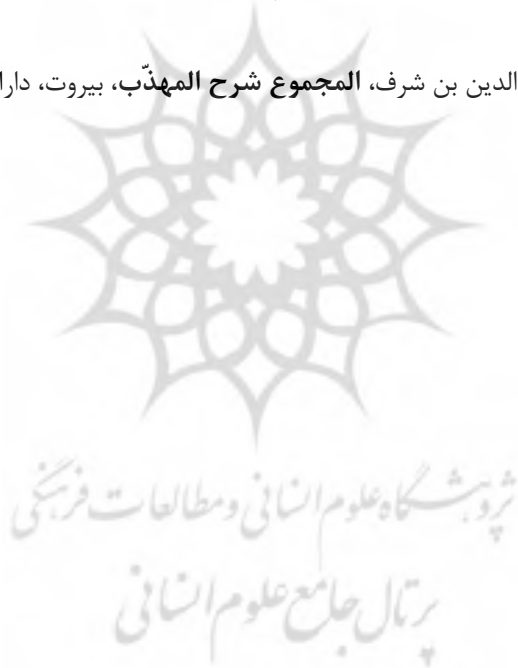 الدين بن شرف، المجموع شرح المهذّب، بيروت، دارا
پژوهشگاه علوم انسانی و مطالعات فرهنگی
پرتال جامع علوم انسانی